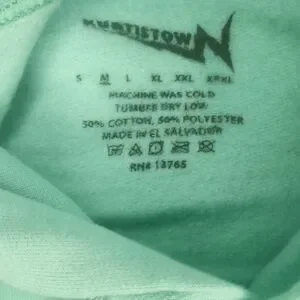 KURTISTOWN
S M L XL XXL XXXL
MACHINE WAS COLD
TUMBLE DRY LOW
50% COTTON, 50% POLYESTER
MADE IN EL SALVADOR
RN# 13765